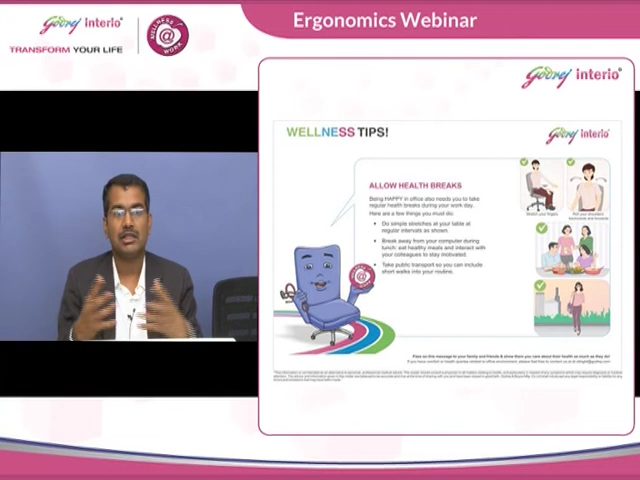 Godrej interio
TRANSFORM YOUR LIFE
WELLNESS
@
WORK
Ergonomics Webinar
Godrej interio
WELLNESS TIPS!
Godrej interio
ALLOW HEALTH BREAKS
Being HAPPY in office also needs you to take
regular health breaks during your work day.
Here are a few things you must do:
• Do simple stretches at your table at
regular intervals as shown.
• Break away from your computer during
lunch: eat healthy meals and interact with
your colleagues to stay motivated.
• Take public transport so you can include
short walks into your routine.
Stretch your fingers
Roll your shoulders
backwards and forwards
Pass on this message to your family and friends & show them you care about their health as much as they do!